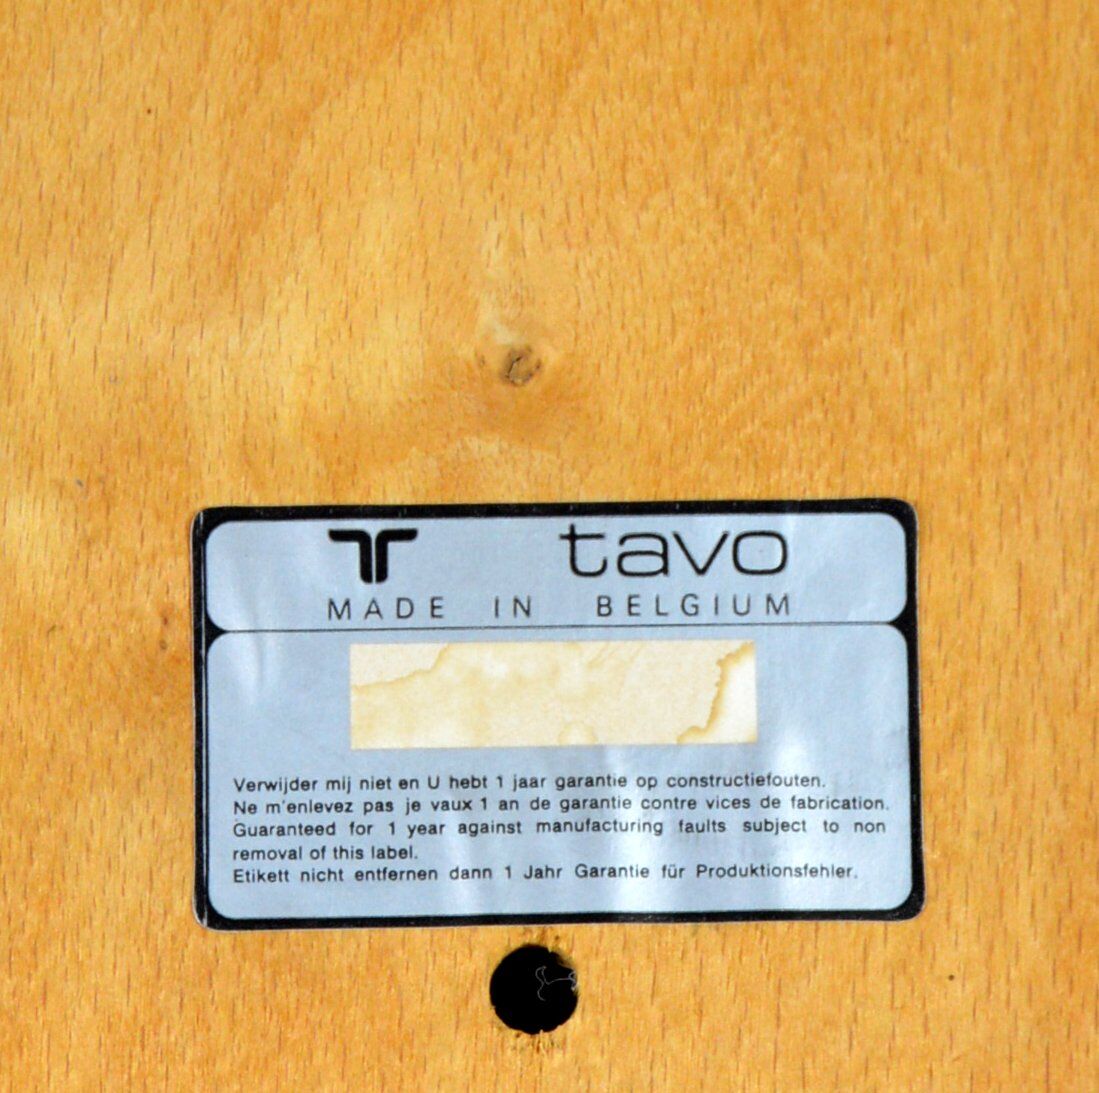 tavo
MADE IN BELGIUM
Verwijder mij niet en U hebt 1 jaar garantie op constructiefouten.
Ne m'enlevez pas je vaux 1 an de garantie contre vices de fabrication.
Guaranteed for 1 year against manufacturing faults subject to non
removal of this label.
Etikett nicht entfernen dann 1 Jahr Garantie für Produktionsfehler.